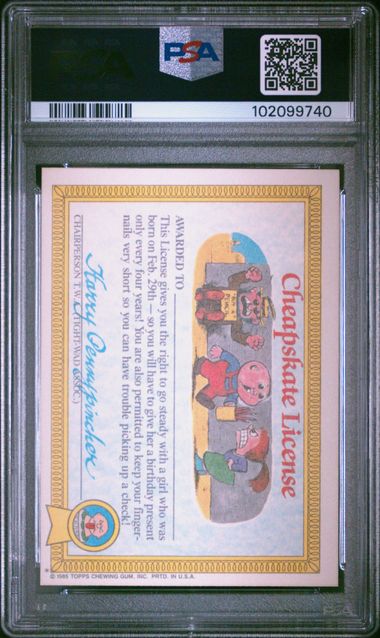 PSA
102099740
Cheapskate License
AWARDED TO
This License gives you the right to go steady with a girl who was
born on Feb. 29th — so you will have to give her a birthday present
only every four years! You are also permitted to keep your finger-
nails very short so you can have trouble picking up a check!
Harry Pennypincher
CHAIRPERSON T.W.A. (TIGHT-WAD ASSOC.)
© 1985 TOPPS CHEWING GUM, INC. PRTD. IN U.S.A.